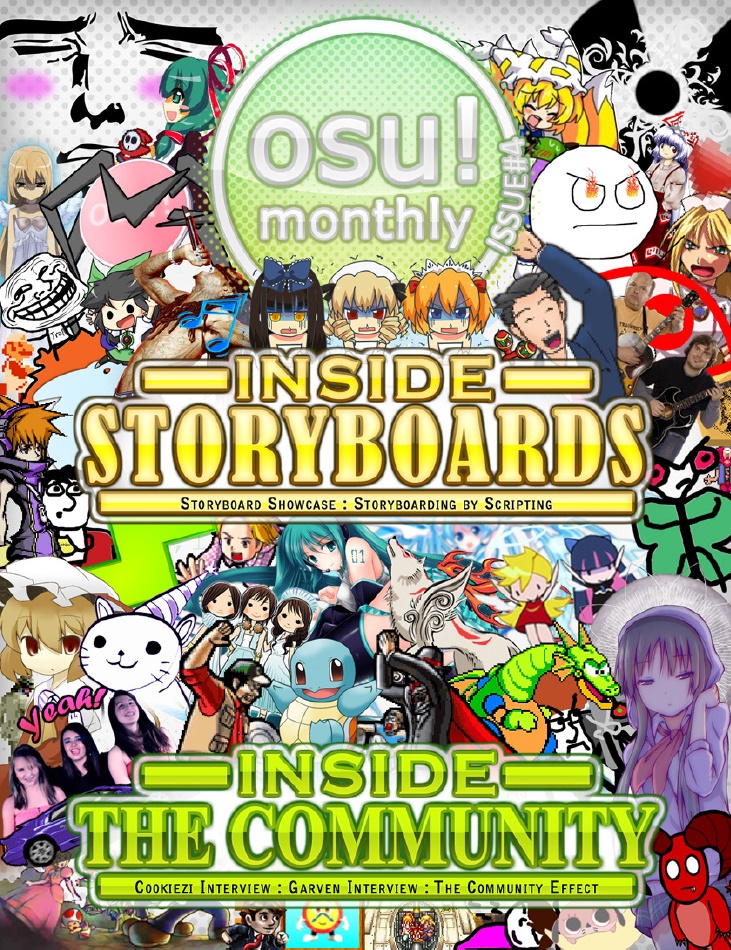 osu!
monthly
ISSUE#4
INSIDE
STORYBOARDS
STORYBOARD SHOWCASE : STORYBOARDING BY SCRIPTING
Yeah!
INSIDE
THE COMMUNITY
COOKIEZI INTERVIEW : GARVEN INTERVIEW : THE COMMUNITY EFFECT